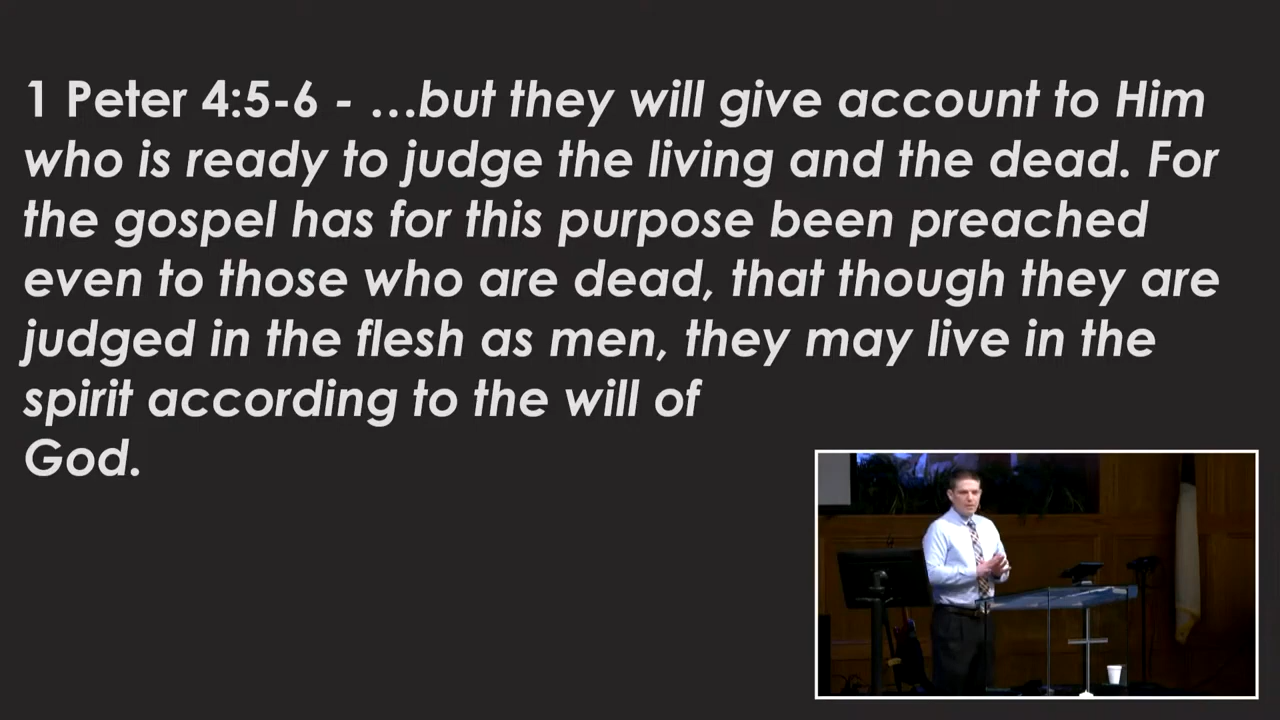 1 Peter 4:5-6 - …but they will give account to Him
who is ready to judge the living and the dead. For
the gospel has for this purpose been preached
even to those who are dead, that though they are
judged in the flesh as men, they may live in the
spirit according to the will of
God.